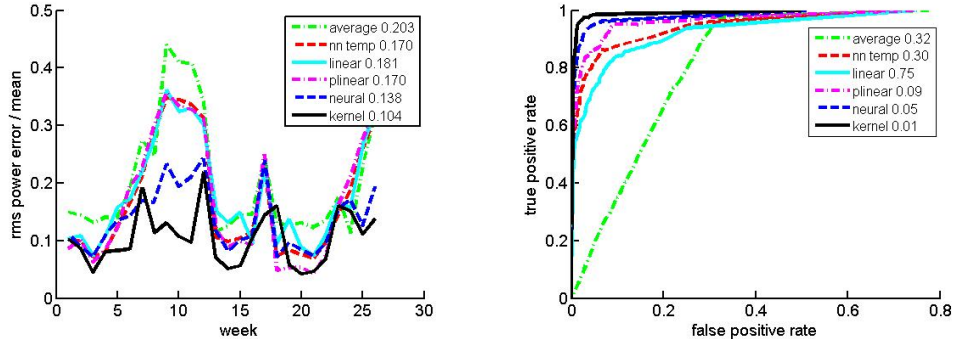 0.5
0.4
0.3
0.2
0.1
0
rms power error / mean
0 5 10 15 20 25 30
week
average 0.203
nn temp 0.170
linear 0.181
plinear 0.170
neural 0.138
kernel 0.104
1
0.8
0.6
0.4
0.2
0
true positive rate
0 0.2 0.4 0.6 0.8
false positive rate
average 0.32
nn temp 0.30
linear 0.75
plinear 0.09
neural 0.05
kernel 0.01